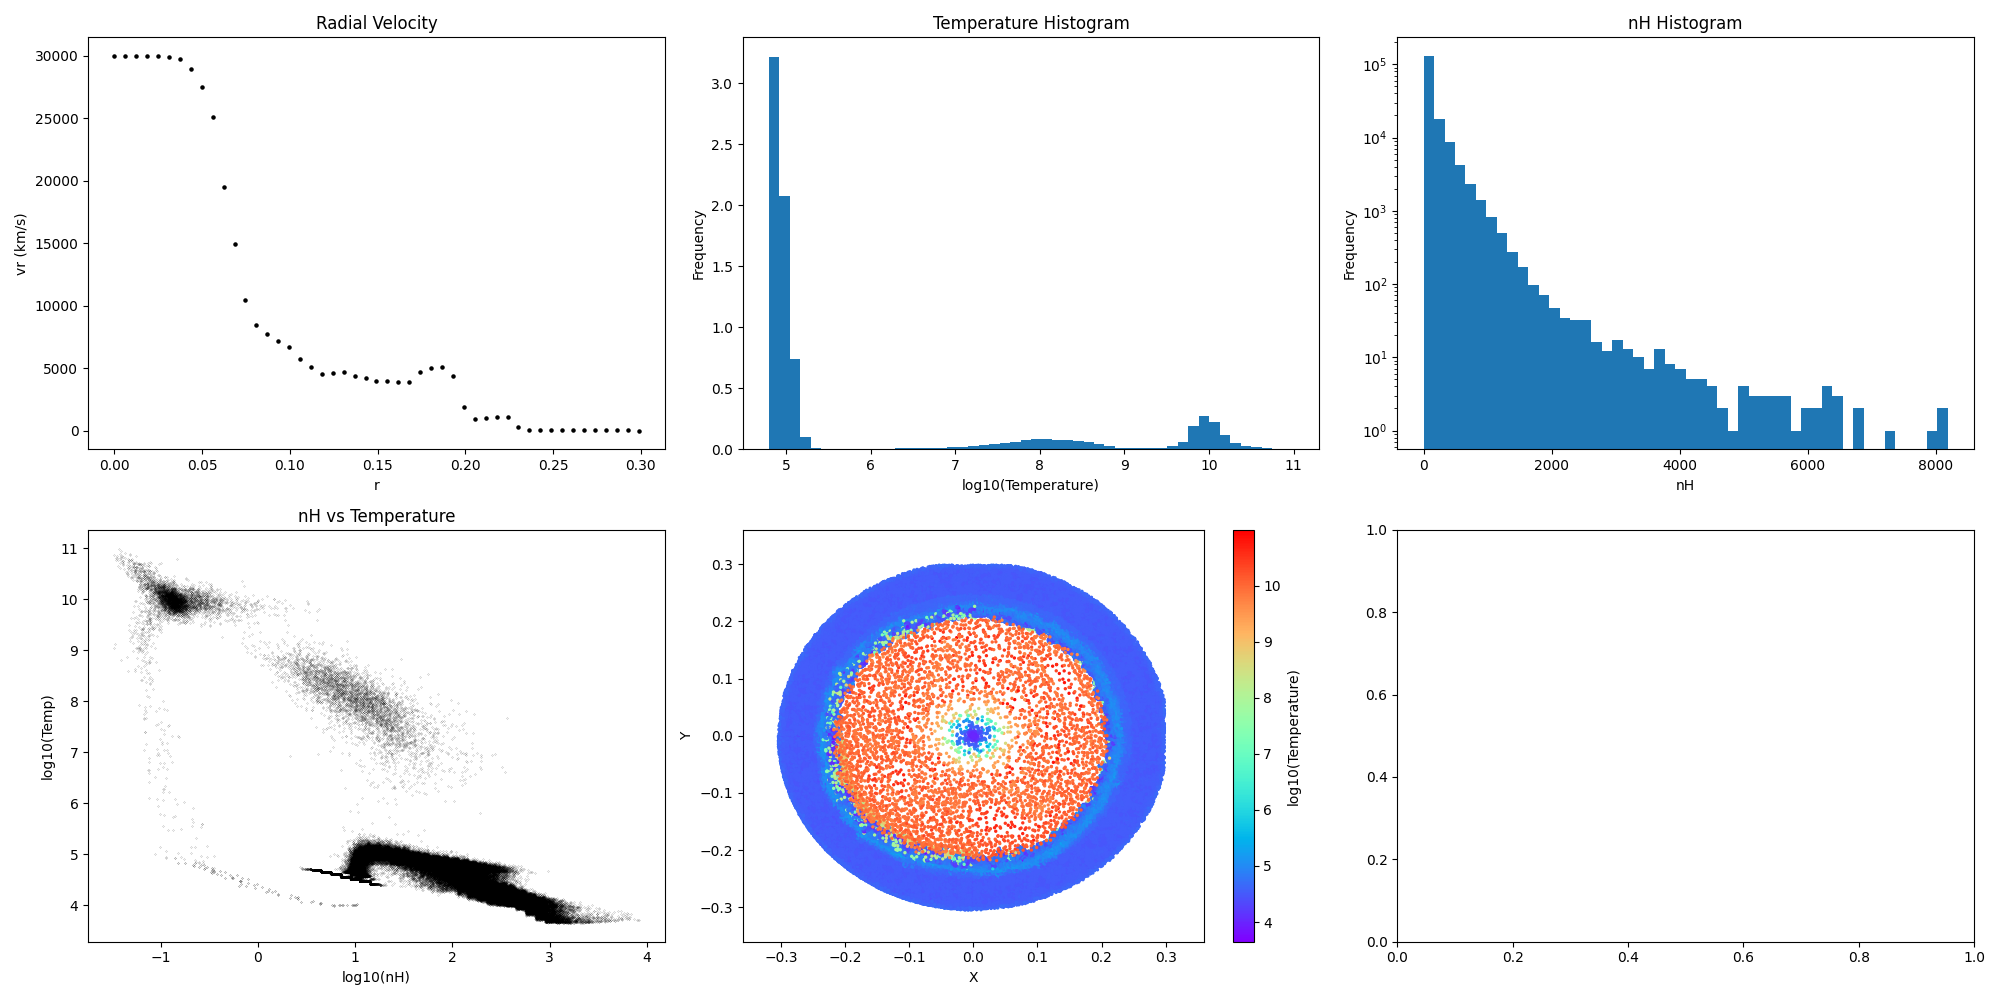 Radial Velocity
30000
25000
20000
15000
10000
5000
0
vr (km/s)
0.00 0.05 0.10 0.15 0.20 0.25 0.30
r
Temperature Histogram
3.0
2.5
2.0
1.5
1.0
0.5
0.0
Frequency
5 6 7 8 9 10 11
log10(Temperature)
nH Histogram
10^5
10^4
10^3
10^2
10^1
10^0
Frequency
0 2000 4000 6000 8000
nH
nH vs Temperature
11
10
9
8
7
6
5
4
log10(Temp)
−1 0 1 2 3 4
log10(nH)
0.3
0.2
0.1
0.0
−0.1
−0.2
−0.3
Y
−0.3 −0.2 −0.1 0.0 0.1 0.2 0.3
X
10
9
8
7
6
5
4
log10(Temperature)
1.0
0.8
0.6
0.4
0.2
0.0
0.0 0.2 0.4 0.6 0.8 1.0